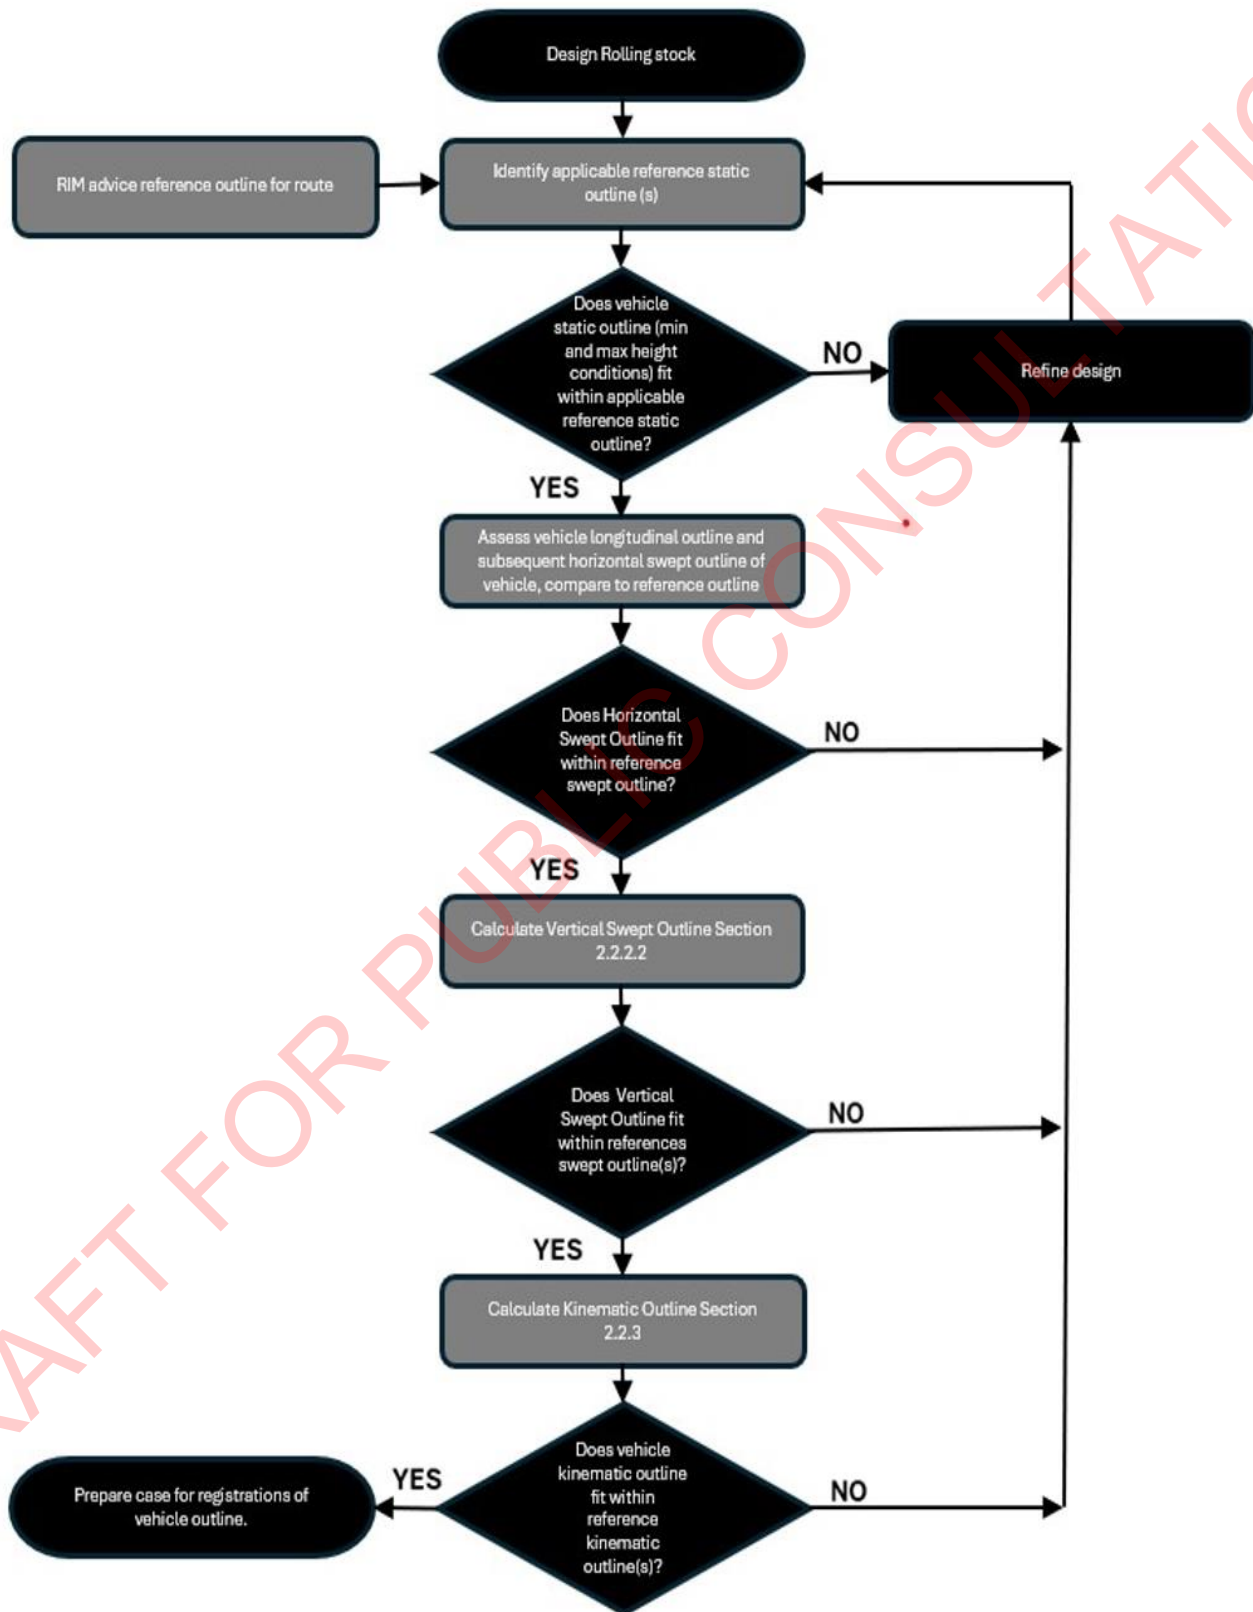 Design Rolling stock
RIM advice reference outline for route
Identify applicable reference static
outline (s)
Does vehicle
static outline (min
and max height
conditions) fit
within applicable
reference static
outline?
NO
Refine design
YES
Assess vehicle longitudinal outline and
subsequent horizontal swept outline of
vehicle, compare to reference outline
Does Horizontal
Swept Outline fit
within reference
swept outline?
NO
YES
Calculate Vertical Swept Outline Section
2.2.2.2
Does Vertical
Swept Outline fit
within references
swept outline(s)?
NO
YES
Calculate Kinematic Outline Section
2.2.3
Does vehicle
kinematic outline
fit within
reference
kinematic
outline(s)?
YES
NO
Prepare case for registrations of
vehicle outline.
RAFT FOR PUBLIC CONSULTATIO